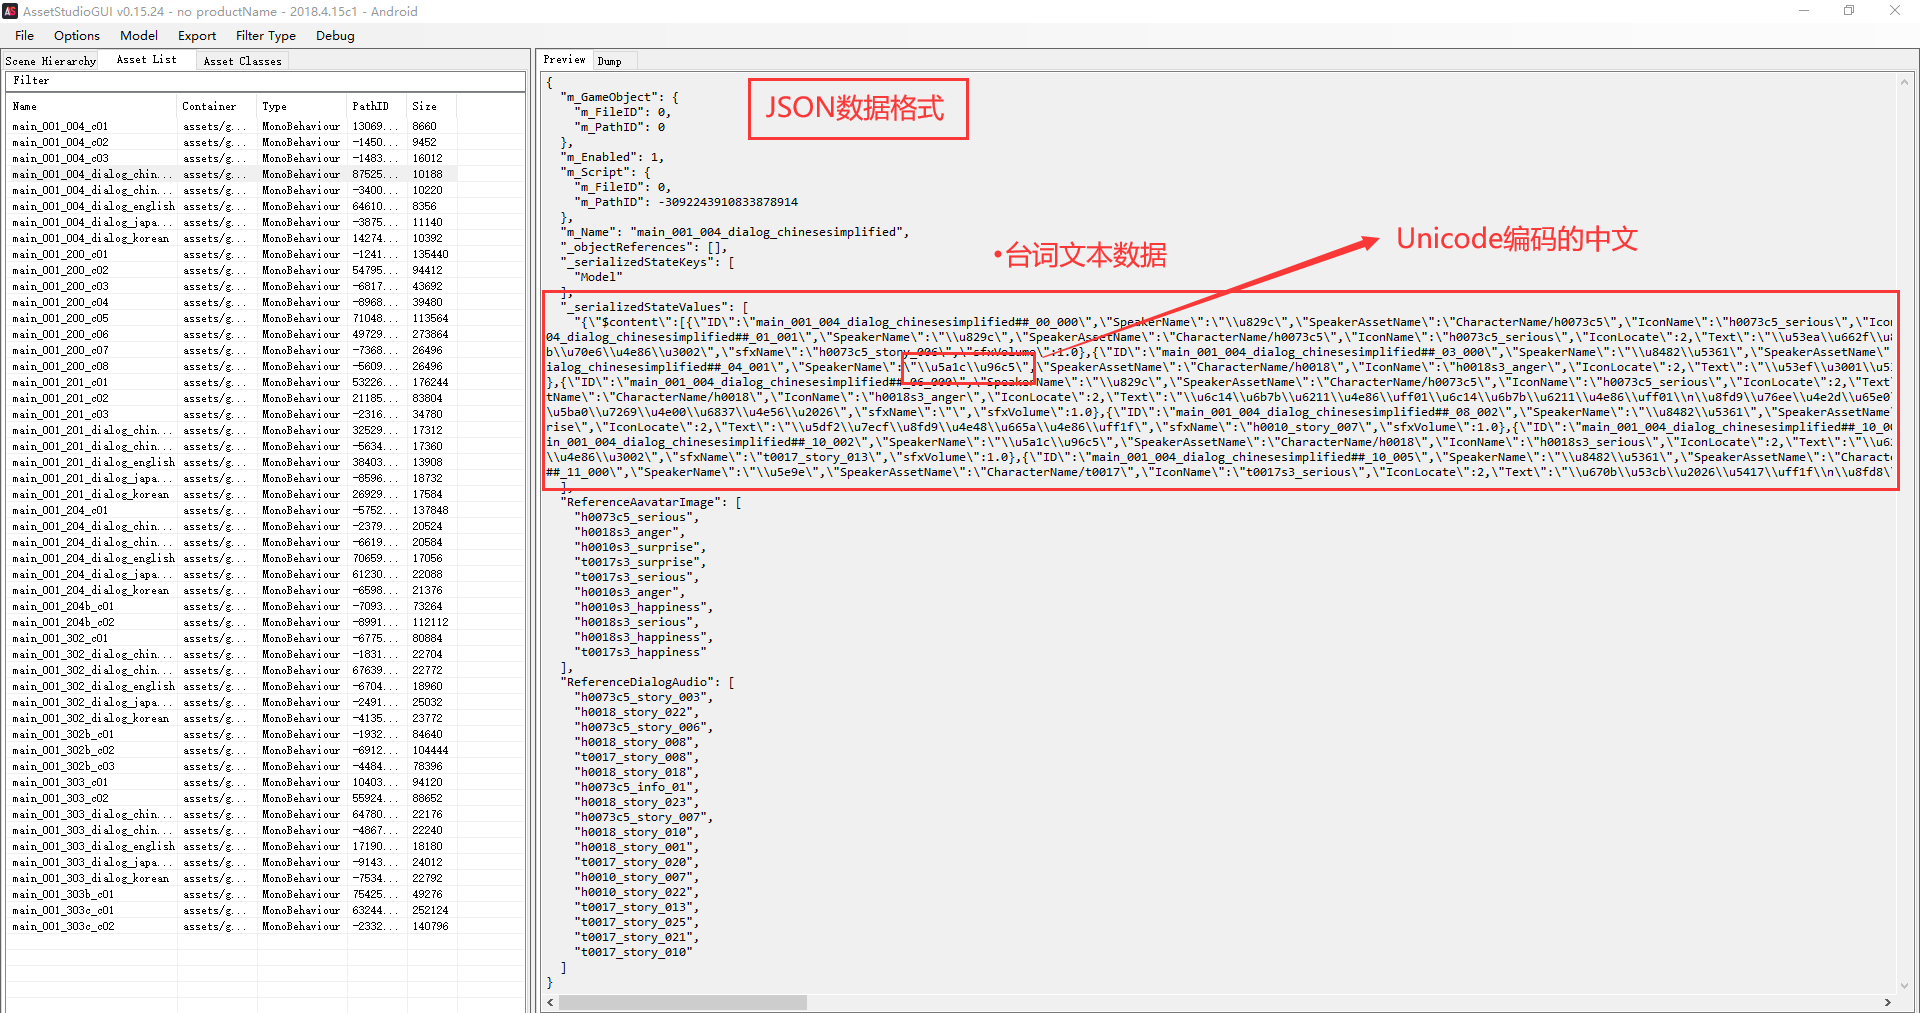 AssetStudioGUI v0.15.24 - no productName - 2018.4.15c1 - Android
File Options Model Export Filter Type Debug
Scene Hierarchy Asset List Asset Classes
Filter
Name Container Type PathID Size
main_001_004_c01 assets/g... MonoBehaviour 13069... 8660
main_001_004_c02 assets/g... MonoBehaviour -1450... 9452
main_001_004_c03 assets/g... MonoBehaviour -1483... 16012
main_001_004_dialog_chin... assets/g... MonoBehaviour 87525... 10188
main_001_004_dialog_chin... assets/g... MonoBehaviour -3400... 10220
main_001_004_dialog_english assets/g... MonoBehaviour 64610... 8356
main_001_004_dialog_japa... assets/g... MonoBehaviour -3875... 11140
main_001_004_dialog_korean assets/g... MonoBehaviour 14274... 10392
main_001_200_c01 assets/g... MonoBehaviour -1241... 135440
main_001_200_c02 assets/g... MonoBehaviour 54795... 94412
main_001_200_c03 assets/g... MonoBehaviour -6817... 43692
main_001_200_c04 assets/g... MonoBehaviour -8968... 39480
main_001_200_c05 assets/g... MonoBehaviour 71048... 113564
main_001_200_c06 assets/g... MonoBehaviour 49729... 273864
main_001_200_c07 assets/g... MonoBehaviour -7368... 26496
main_001_200_c08 assets/g... MonoBehaviour -5609... 26496
main_001_201_c01 assets/g... MonoBehaviour 53226... 176244
main_001_201_c02 assets/g... MonoBehaviour 21185... 83804
main_001_201_c03 assets/g... MonoBehaviour -2316... 34780
main_001_201_dialog_chin... assets/g... MonoBehaviour 32529... 17312
main_001_201_dialog_chin... assets/g... MonoBehaviour -5634... 17360
main_001_201_dialog_english assets/g... MonoBehaviour 38403... 13908
main_001_201_dialog_japa... assets/g... MonoBehaviour -8596... 18732
main_001_201_dialog_korean assets/g... MonoBehaviour 26929... 17584
main_001_204_c01 assets/g... MonoBehaviour -5752... 137848
main_001_204_dialog_chin... assets/g... MonoBehaviour -2379... 20524
main_001_204_dialog_chin... assets/g... MonoBehaviour -6619... 20584
main_001_204_dialog_english assets/g... MonoBehaviour 70659... 17056
main_001_204_dialog_japa... assets/g... MonoBehaviour 61230... 22088
main_001_204_dialog_korean assets/g... MonoBehaviour -6598... 21376
main_001_204b_c01 assets/g... MonoBehaviour -7093... 73264
main_001_204b_c02 assets/g... MonoBehaviour -8991... 112112
main_001_302_c01 assets/g... MonoBehaviour -6775... 80884
main_001_302_dialog_chin... assets/g... MonoBehaviour -1831... 22704
main_001_302_dialog_chin... assets/g... MonoBehaviour 67639... 22772
main_001_302_dialog_english assets/g... MonoBehaviour -6704... 18960
main_001_302_dialog_japa... assets/g... MonoBehaviour -2491... 25032
main_001_302_dialog_korean assets/g... MonoBehaviour -4135... 23772
main_001_302b_c01 assets/g... MonoBehaviour -1932... 84640
main_001_302b_c02 assets/g... MonoBehaviour -6912... 104444
main_001_302b_c03 assets/g... MonoBehaviour -4484... 78396
main_001_303_c01 assets/g... MonoBehaviour 10403... 94120
main_001_303_c02 assets/g... MonoBehaviour 55924... 88652
main_001_303_dialog_chin... assets/g... MonoBehaviour 64780... 22176
main_001_303_dialog_chin... assets/g... MonoBehaviour -4867... 22240
main_001_303_dialog_english assets/g... MonoBehaviour 17190... 18180
main_001_303_dialog_japa... assets/g... MonoBehaviour -9143... 24012
main_001_303_dialog_korean assets/g... MonoBehaviour -7534... 22792
main_001_303b_c01 assets/g... MonoBehaviour 75425... 49276
main_001_303c_c01 assets/g... MonoBehaviour 63244... 252124
main_001_303c_c02 assets/g... MonoBehaviour -2332... 140796
Preview Dump
{
"m_GameObject": {
"m_FileID": 0,
"m_PathID": 0
},
"m_Enabled": 1,
"m_Script": {
"m_FileID": 0,
"m_PathID": -3092243910833878914
},
"m_Name": "main_001_004_dialog_chinesesimplified",
"_objectReferences": [],
"_serializedStateKeys": [
"Model"
],
JSON数据格式
•台词文本数据
Unicode编码的中文
"_serializedStateValues": [
"{\"$content\":[{\"ID\":\"main_001_004_dialog_chinesesimplified##_00_000\",\"SpeakerName\":\"\\u829c\",\"SpeakerAssetName\":\"CharacterName/h0073c5\",\"IconName\":\"h0073c5_serious\",\"Icon
04_dialog_chinesesimplified##_01_001\",\"SpeakerName\":\"\\u829c\",\"SpeakerAssetName\":\"CharacterName/h0073c5\",\"IconName\":\"h0073c5_serious\",\"IconLocate\":2,\"Text\":\"\\u53ea\\u662f\\u
b\\u70e6\\u4e86\\u3002\",\"sfxName\":\"h0073c5_story_006\",\"sfxVolume\":1.0},{\"ID\":\"main_001_004_dialog_chinesesimplified##_03_000\",\"SpeakerName\":\"\\u8482\\u5361\",\"SpeakerAssetName\"
ialog_chinesesimplified##_04_001\",\"SpeakerName\":\"\\u5a1c\\u96c5\",\"SpeakerAssetName\":\"CharacterName/h0018\",\"IconName\":\"h0018s3_anger\",\"IconLocate\":2,\"Text\":\"\\u53ef\\u3001\\u5
},{\"ID\":\"main_001_004_dialog_chinesesimplified##_06_000\",\"SpeakerName\":\"\\u829c\",\"SpeakerAssetName\":\"CharacterName/h0073c5\",\"IconName\":\"h0073c5_serious\",\"IconLocate\":2,\"Text
tName\":\"CharacterName/h0018\",\"IconName\":\"h0018s3_anger\",\"IconLocate\":2,\"Text\":\"\\u6c14\\u6b7b\\u6211\\u4e86\\uff01\\u6c14\\u6b7b\\u6211\\u4e86\\uff01\\n\\u8fd9\\u76ee\\u4e2d\\u65e0
\\u5ba0\\u7269\\u4e00\\u6837\\u4e56\\u2026\",\"sfxName\":\"\",\"sfxVolume\":1.0},{\"ID\":\"main_001_004_dialog_chinesesimplified##_08_002\",\"SpeakerName\":\"\\u8482\\u5361\",\"SpeakerAssetName
rise\",\"IconLocate\":2,\"Text\":\"\\u5df2\\u7ecf\\u8fd9\\u4e48\\u665a\\u4e86\\uff1f\",\"sfxName\":\"h0010_story_007\",\"sfxVolume\":1.0},{\"ID\":\"main_001_004_dialog_chinesesimplified##_10_00
in_001_004_dialog_chinesesimplified##_10_002\",\"SpeakerName\":\"\\u5a1c\\u96c5\",\"SpeakerAssetName\":\"CharacterName/h0018\",\"IconName\":\"h0018s3_serious\",\"IconLocate\":2,\"Text\":\"\\u6
\\u4e86\\u3002\",\"sfxName\":\"t0017_story_013\",\"sfxVolume\":1.0},{\"ID\":\"main_001_004_dialog_chinesesimplified##_10_005\",\"SpeakerName\":\"\\u8482\\u5361\",\"SpeakerAssetName\":\"Charact
##_11_000\",\"SpeakerName\":\"\\u5e9e\",\"SpeakerAssetName\":\"CharacterName/t0017\",\"IconName\":\"t0017s3_serious\",\"IconLocate\":2,\"Text\":\"\\u670b\\u53cb\\u2026\\u5417\\uff1f\\n\\u8fd8\
],
"ReferenceAavatarImage": [
"h0073c5_serious",
"h0018s3_anger",
"h0010s3_surprise",
"t0017s3_surprise",
"t0017s3_serious",
"h0010s3_anger",
"h0010s3_happiness",
"h0018s3_serious",
"h0018s3_happiness",
"t0017s3_happiness"
],
"ReferenceDialogAudio": [
"h0073c5_story_003",
"h0018_story_022",
"h0073c5_story_006",
"h0018_story_008",
"t0017_story_008",
"h0018_story_018",
"h0073c5_info_01",
"h0018_story_023",
"h0073c5_story_007",
"h0018_story_010",
"h0018_story_001",
"t0017_story_020",
"h0010_story_007",
"h0010_story_022",
"t0017_story_013",
"t0017_story_025",
"t0017_story_021",
"t0017_story_010"
]
}